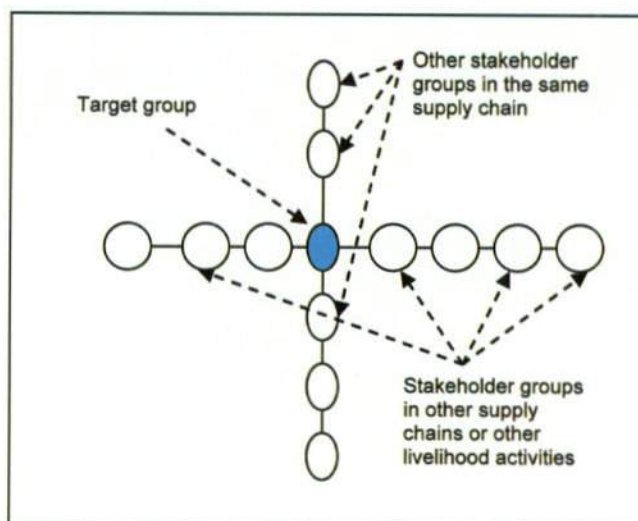 Other stakeholder
groups in the same
supply chain
Target group
Stakeholder groups
in other supply
chains or other
livelihood activities